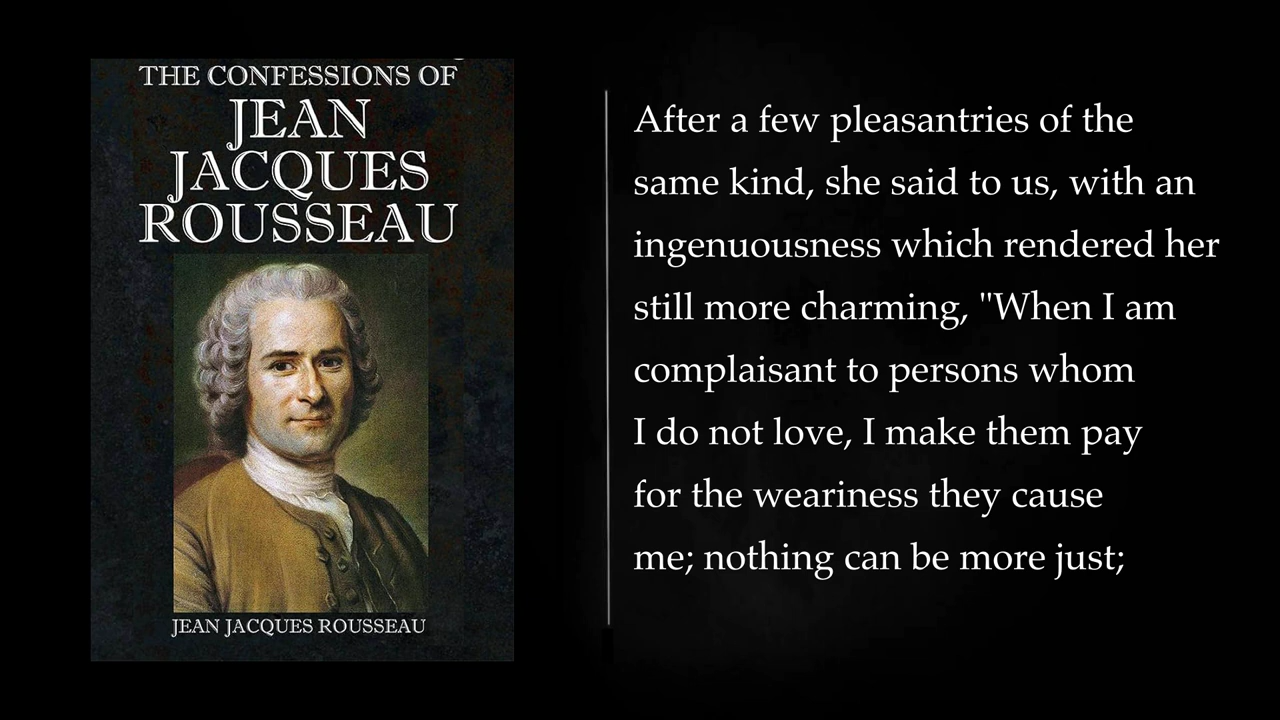 THE CONFESSIONS OF
JEAN
JACQUES
ROUSSEAU
JEAN JACQUES ROUSSEAU
After a few pleasantries of the
same kind, she said to us, with an
ingenuousness which rendered her
still more charming, "When I am
complaisant to persons whom
I do not love, I make them pay
for the weariness they cause
me; nothing can be more just;